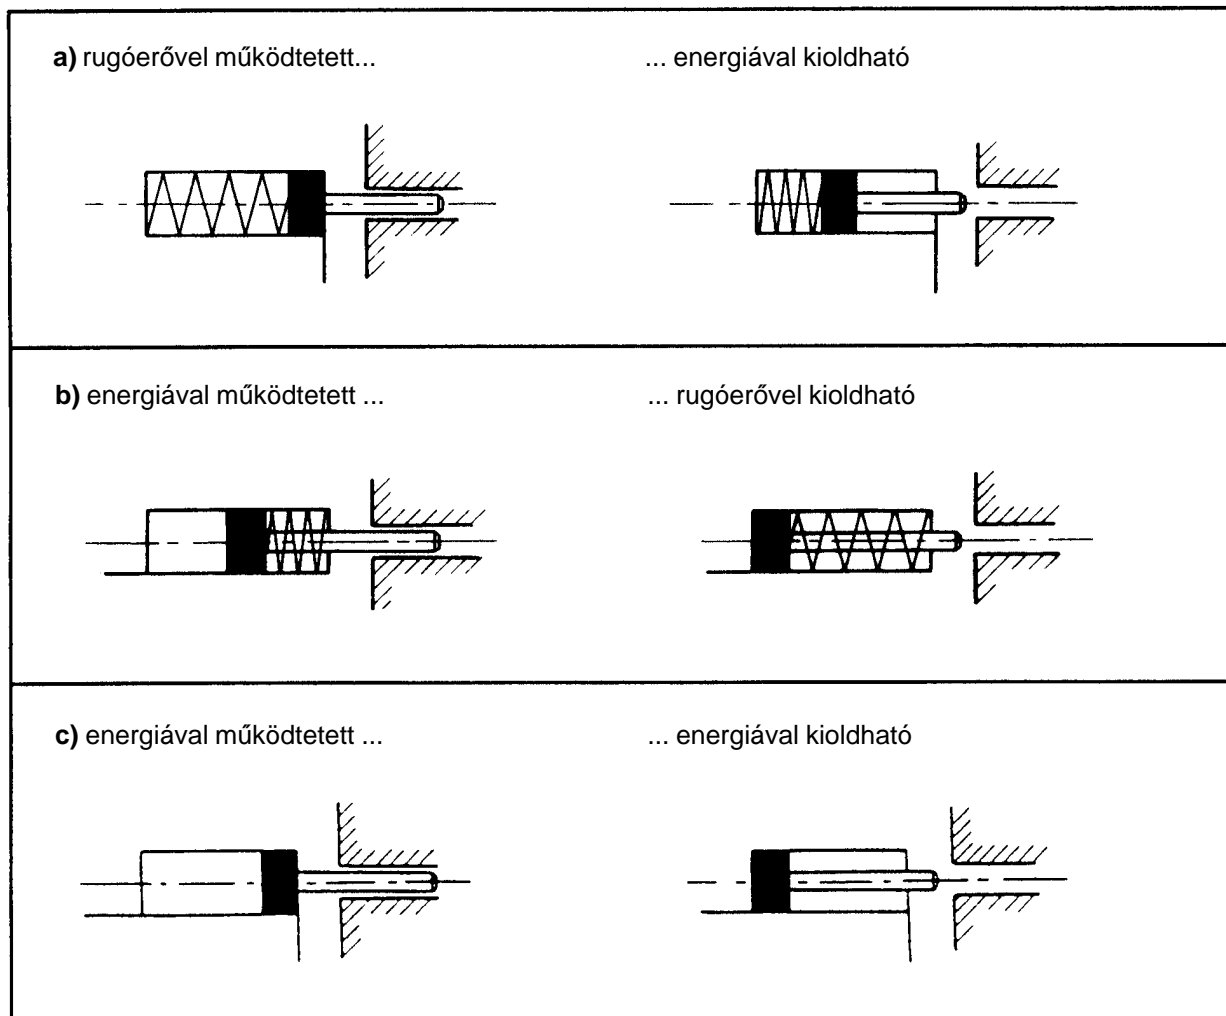 a) rugóerővel működtetett...
... energiával kioldható
b) energiával működtetett ...
... rugóerővel kioldható
c) energiával működtetett ...
... energiával kioldható